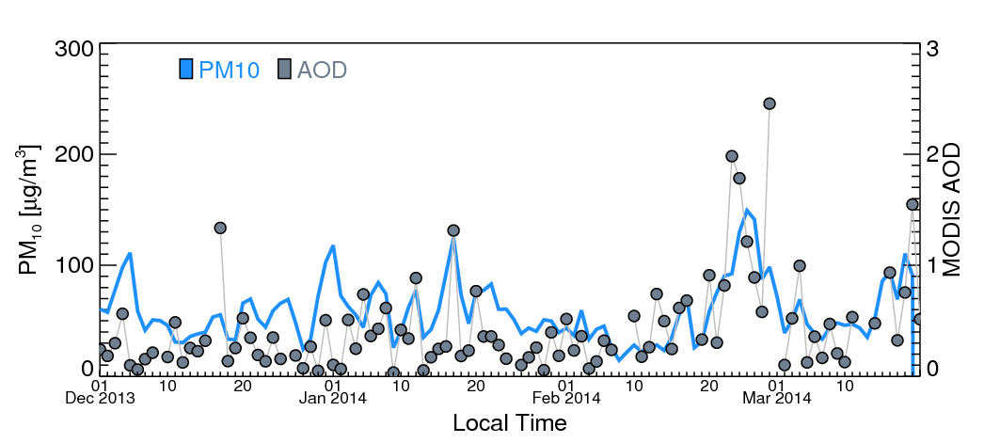 300
3
PM10
AOD
200
2
PM10 [µg/m3]
MODIS AOD
100
1
0
0
01 10 20 01 10 20 01 10 20 01 10
Dec 2013 Jan 2014 Feb 2014 Mar 2014
Local Time